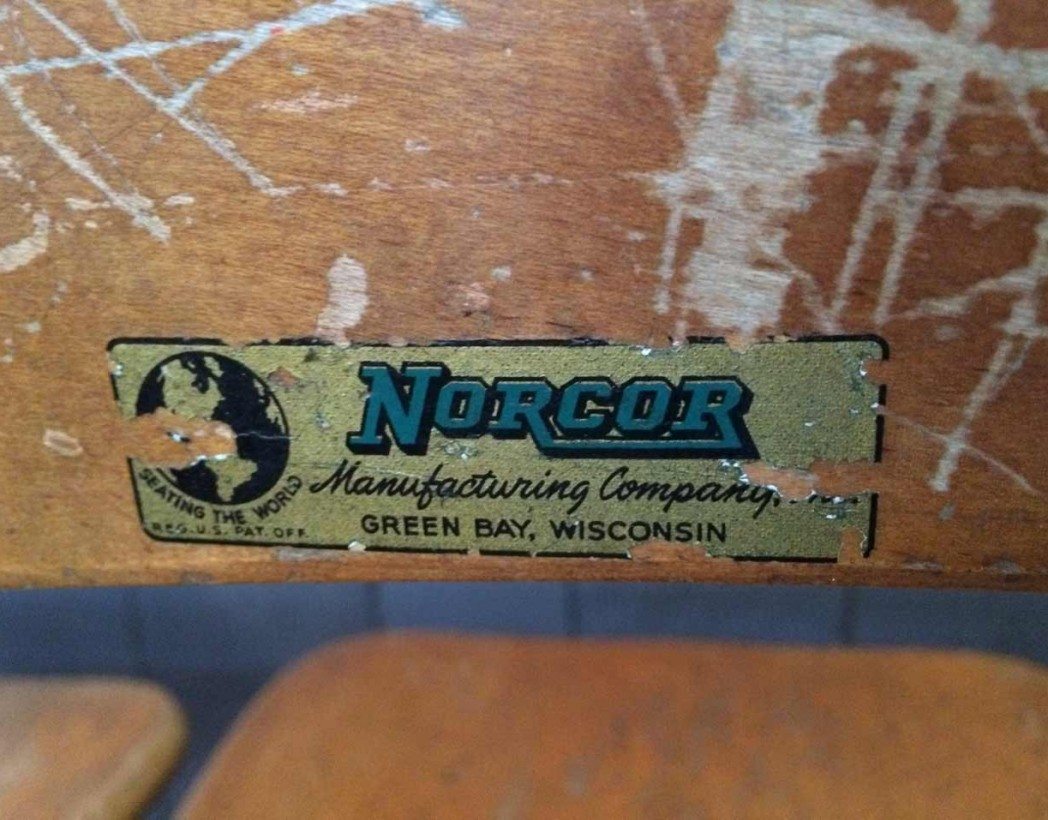 NORCOR
Manufacturing Company,
GREEN BAY, WISCONSIN
SEATING THE WORLD
REG. U.S. PAT. OFF.